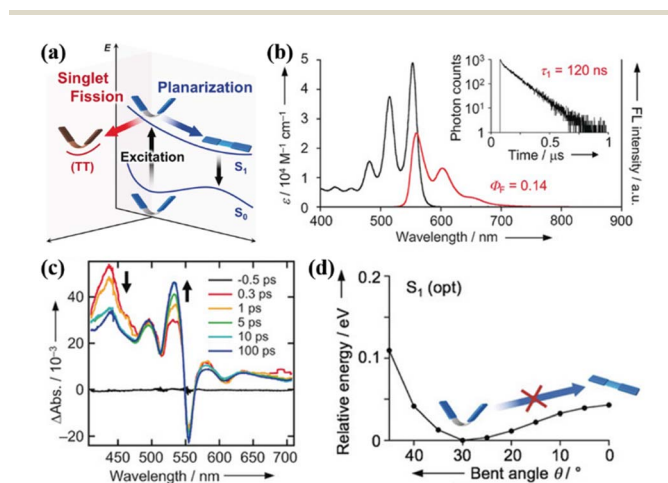 (a)
E
Singlet
Fission
Planarization
(TT)
Excitation
S1
S0
(b)
ε / 10⁴ M⁻¹ cm⁻¹
5
4
3
2
1
0
400 500 600 700 800 900
Wavelength / nm
FL intensity / a.u.
ΦF = 0.14
Photon counts
10³
10²
10
1
0 0.5 1
Time / μs
τ1 = 120 ns
(c)
ΔAbs. / 10⁻³
40
20
0
−20
450 500 550 600 650 700
Wavelength / nm
-0.5 ps
0.3 ps
1 ps
5 ps
10 ps
100 ps
(d)
S1 (opt)
Relative energy / eV
0.2
0.1
0
40 30 20 10 0
Bent angle θ / °